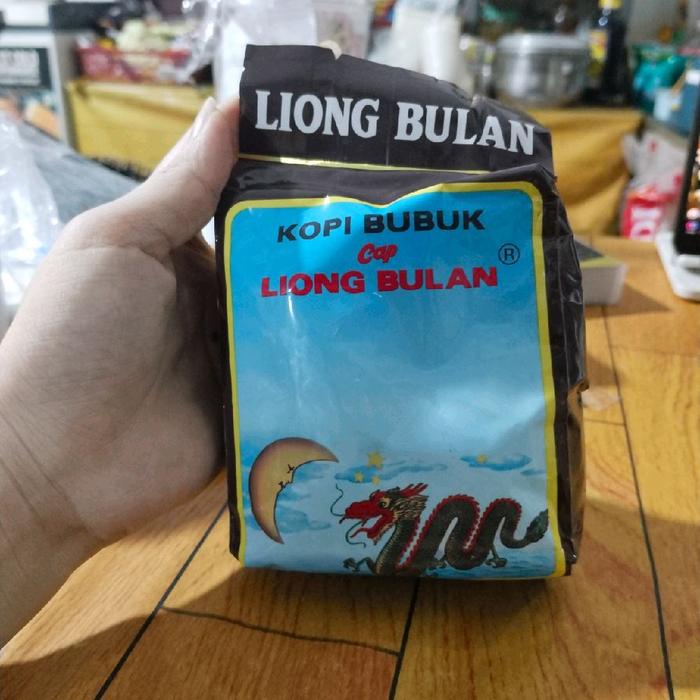 LIONG BULAN
KOPI BUBUK
Cap
LIONG BULAN
®